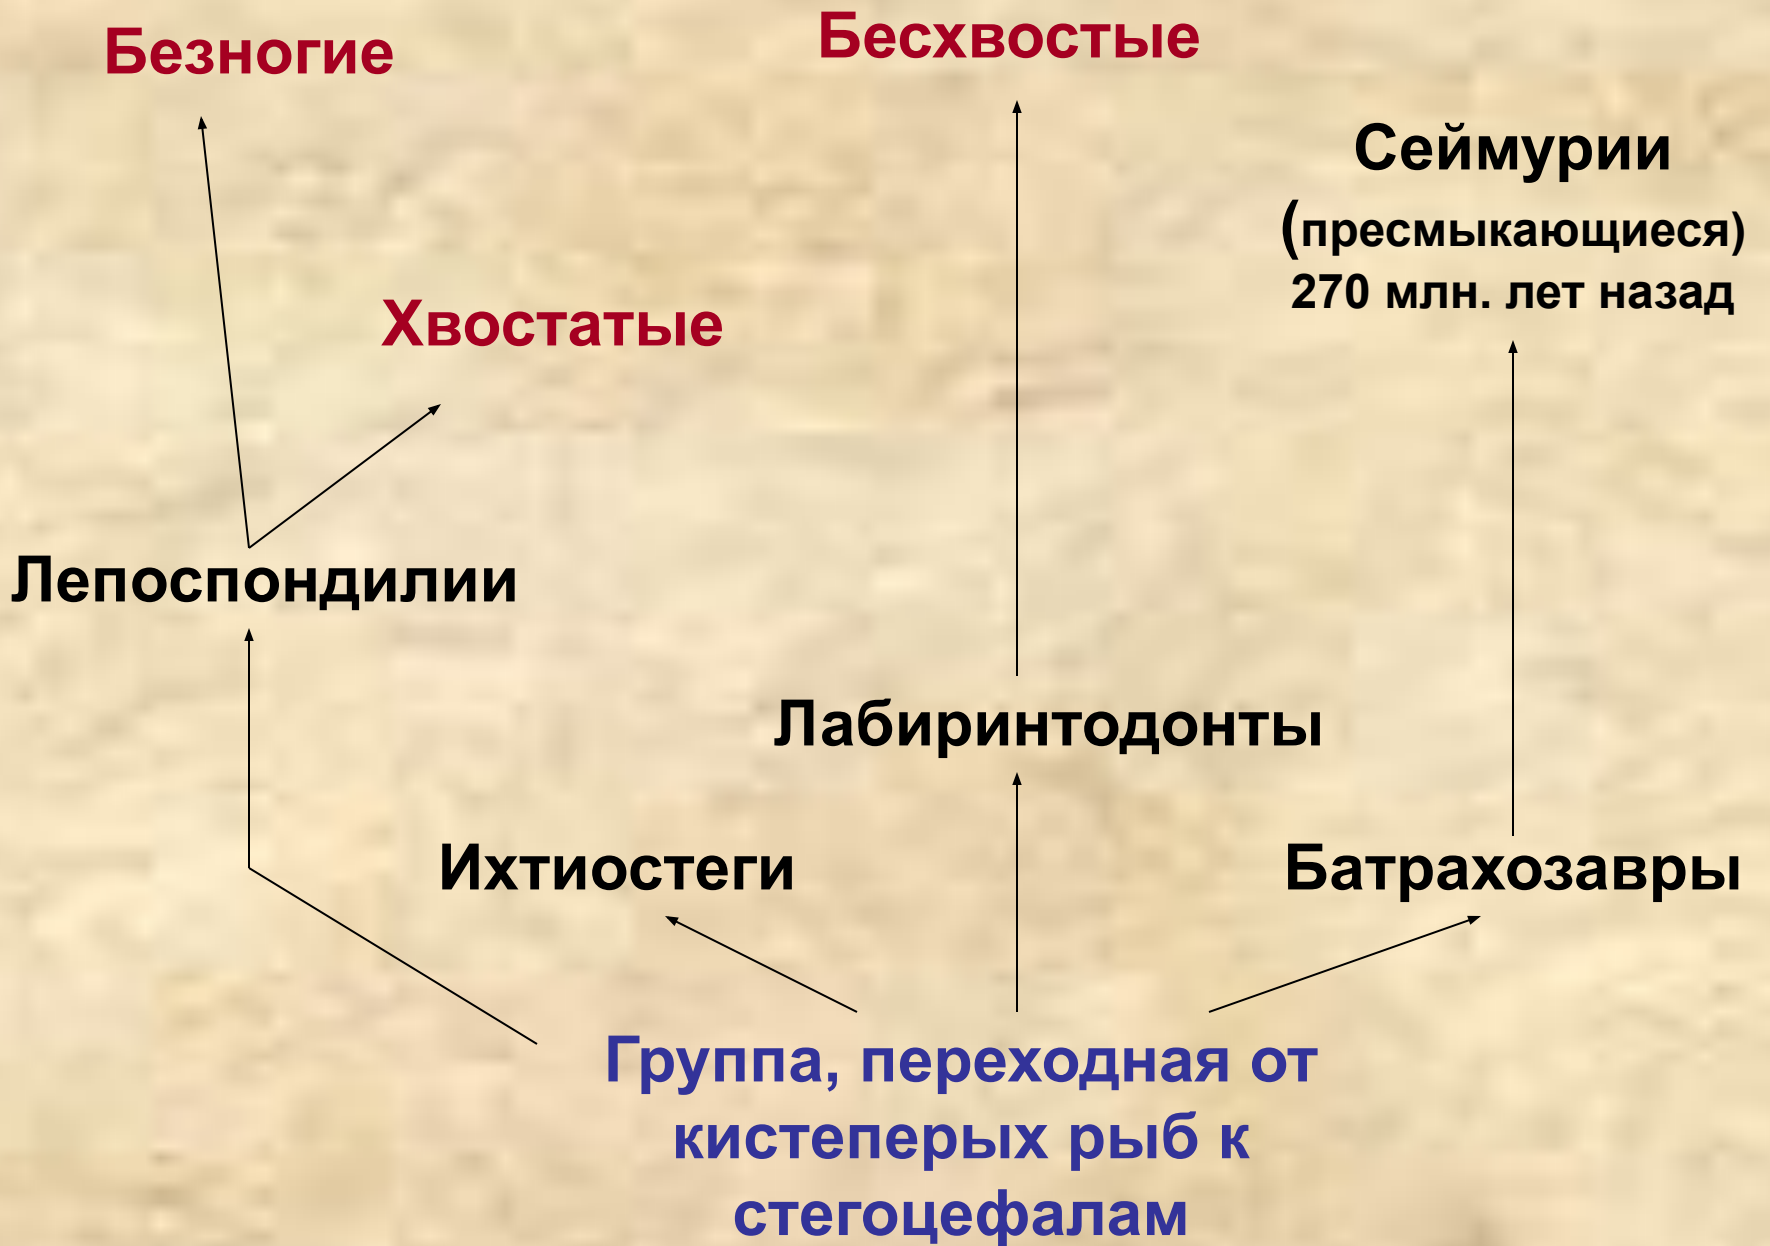 Безногие
Бесхвостые
Сеймурии
(пресмыкающиеся)
270 млн. лет назад
Хвостатые
Лепоспондилии
Лабиринтодонты
Ихтиостеги
Батрахозавры
Группа, переходная от
кистеперых рыб к
стегоцефалам